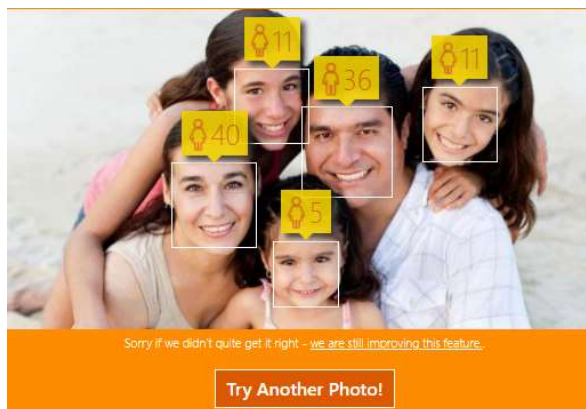 11
11
36
40
5
Sorry if we didn't quite get it right - we are still improving this feature.
Try Another Photo!